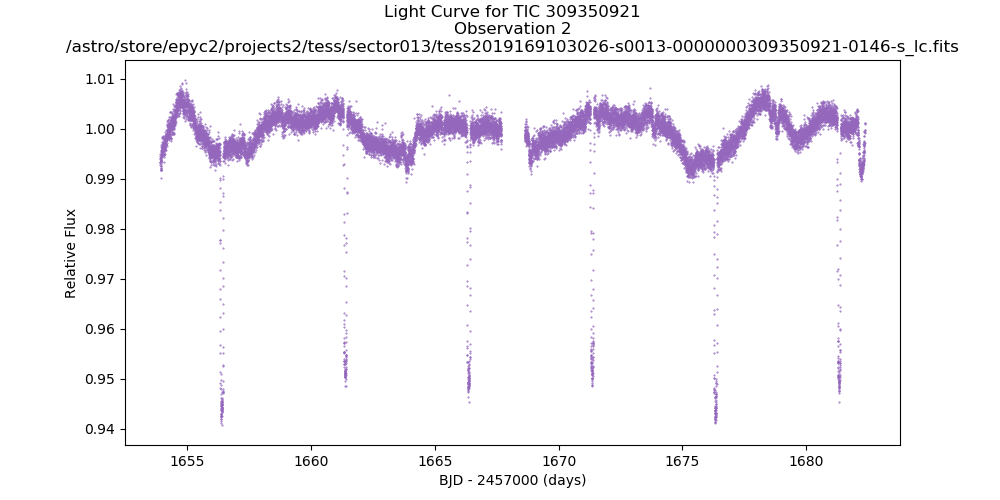 Light Curve for TIC 309350921
Observation 2
/astro/store/epyc2/projects2/tess/sector013/tess2019169103026-s0013-0000000309350921-0146-s_lc.fits
1.01
1.00
0.99
0.98
0.97
0.96
0.95
0.94
Relative Flux
1655 1660 1665 1670 1675 1680
BJD - 2457000 (days)